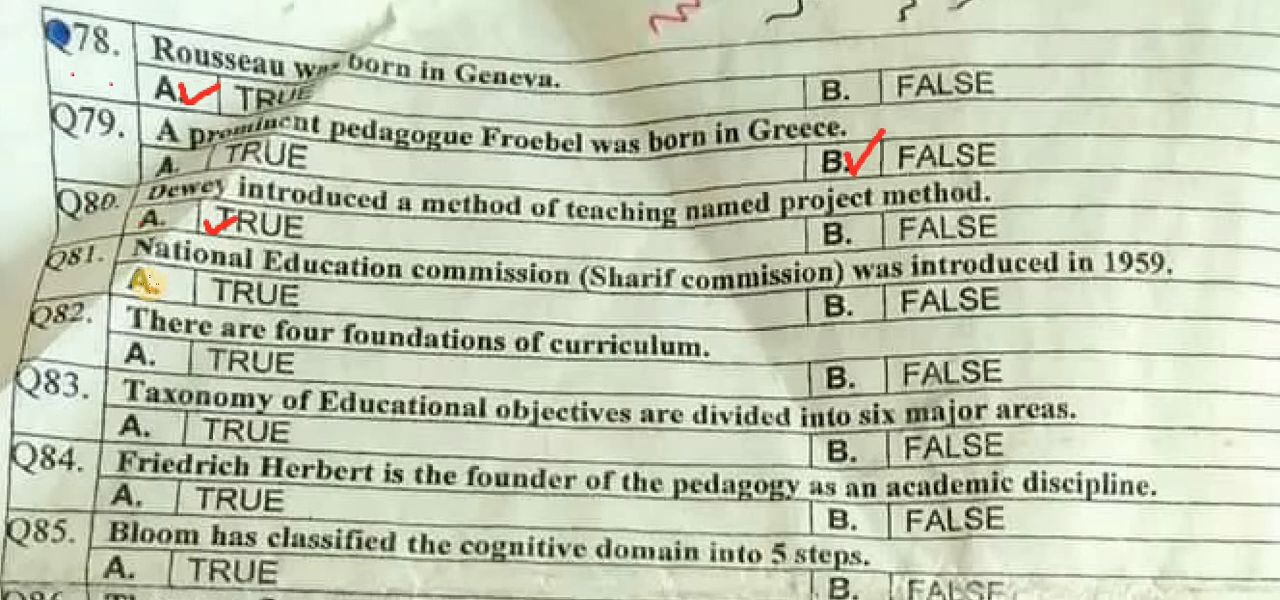 Q78. Rousseau was born in Geneva.
A. TRUE B. FALSE
Q79. A prominent pedagogue Froebel was born in Greece.
A. TRUE B. FALSE
Q80. Dewey introduced a method of teaching named project method.
A. TRUE B. FALSE
Q81. National Education commission (Sharif commission) was introduced in 1959.
A. TRUE B. FALSE
Q82. There are four foundations of curriculum.
A. TRUE B. FALSE
Q83. Taxonomy of Educational objectives are divided into six major areas.
A. TRUE B. FALSE
Q84. Friedrich Herbert is the founder of the pedagogy as an academic discipline.
A. TRUE B. FALSE
Q85. Bloom has classified the cognitive domain into 5 steps.
A. TRUE B. FALSE